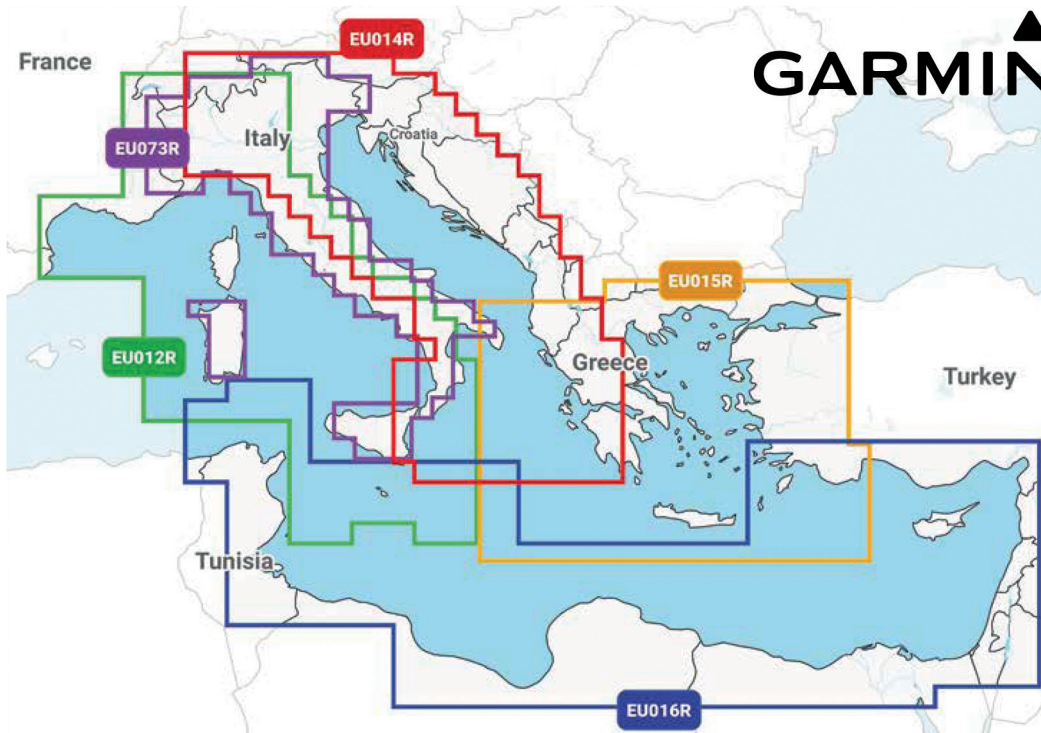 EU014R
France
GARMIN
Croatia
Italy
EU073R
EU015R
EU012R
Greece
Turkey
Tunisia
EU016R